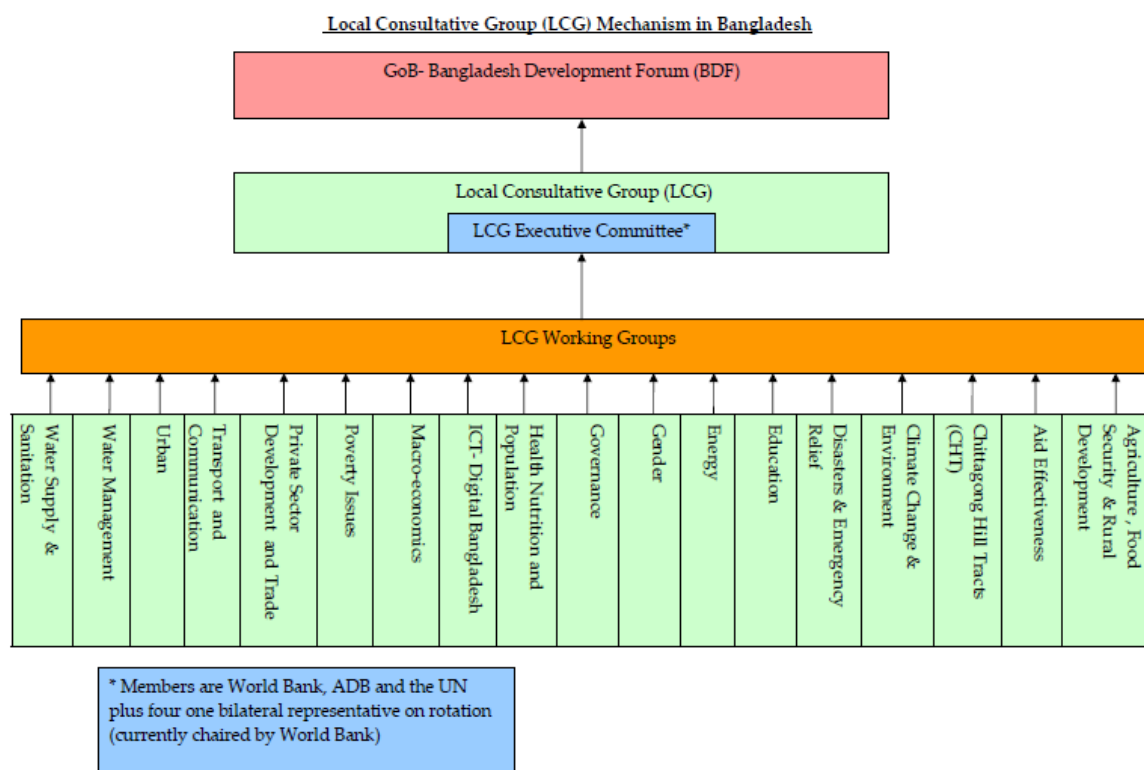 Local Consultative Group (LCG) Mechanism in Bangladesh
GoB- Bangladesh Development Forum (BDF)
Local Consultative Group (LCG)
LCG Executive Committee*
LCG Working Groups
Water Supply &
Sanitation
Water Management
Urban
Transport and
Communication
Private Sector
Development and Trade
Poverty Issues
Macro-economics
ICT- Digital Bangladesh
Health Nutrition and
Population
Governance
Gender
Energy
Education
Disasters & Emergency
Relief
Climate Change &
Environment
Chittagong Hill Tracts
(CHT)
Aid Effectiveness
Agriculture , Food
Security & Rural
Development
* Members are World Bank, ADB and the UN
plus four one bilateral representative on rotation
(currently chaired by World Bank)